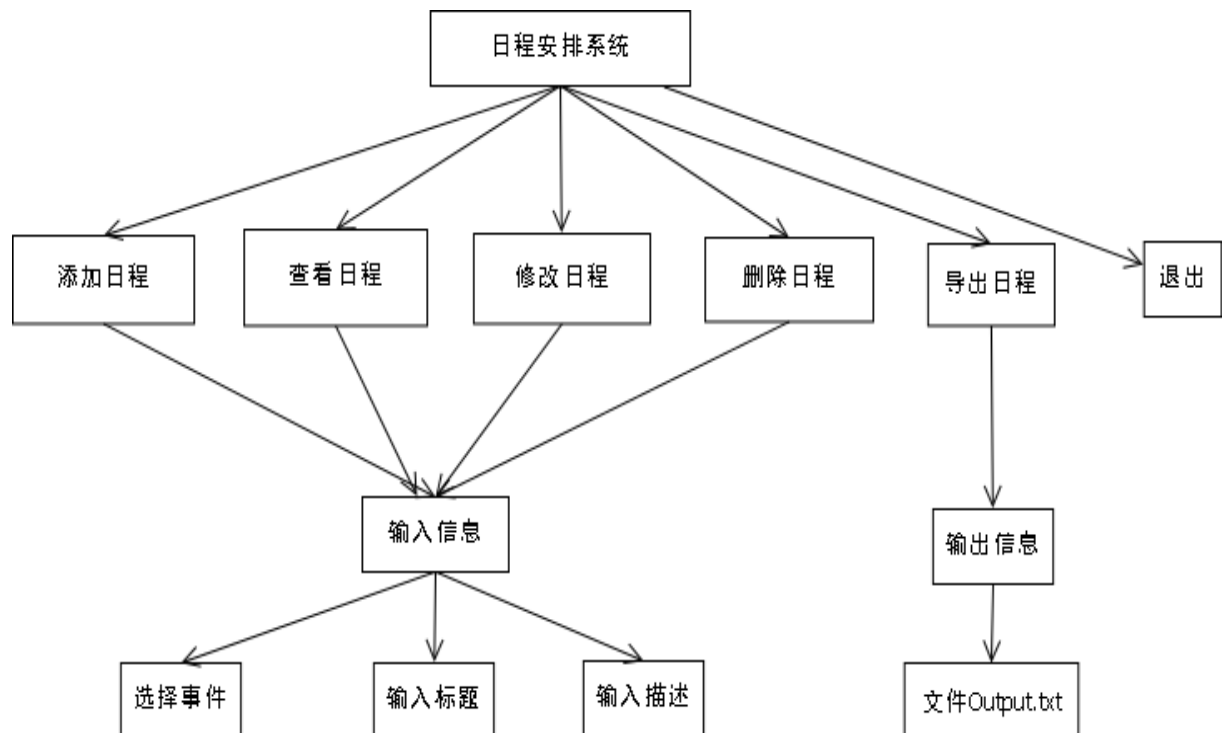 日程安排系统
添加日程
查看日程
修改日程
删除日程
导出日程
退出
输入信息
输出信息
选择事件
输入标题
输入描述
文件Output.txt